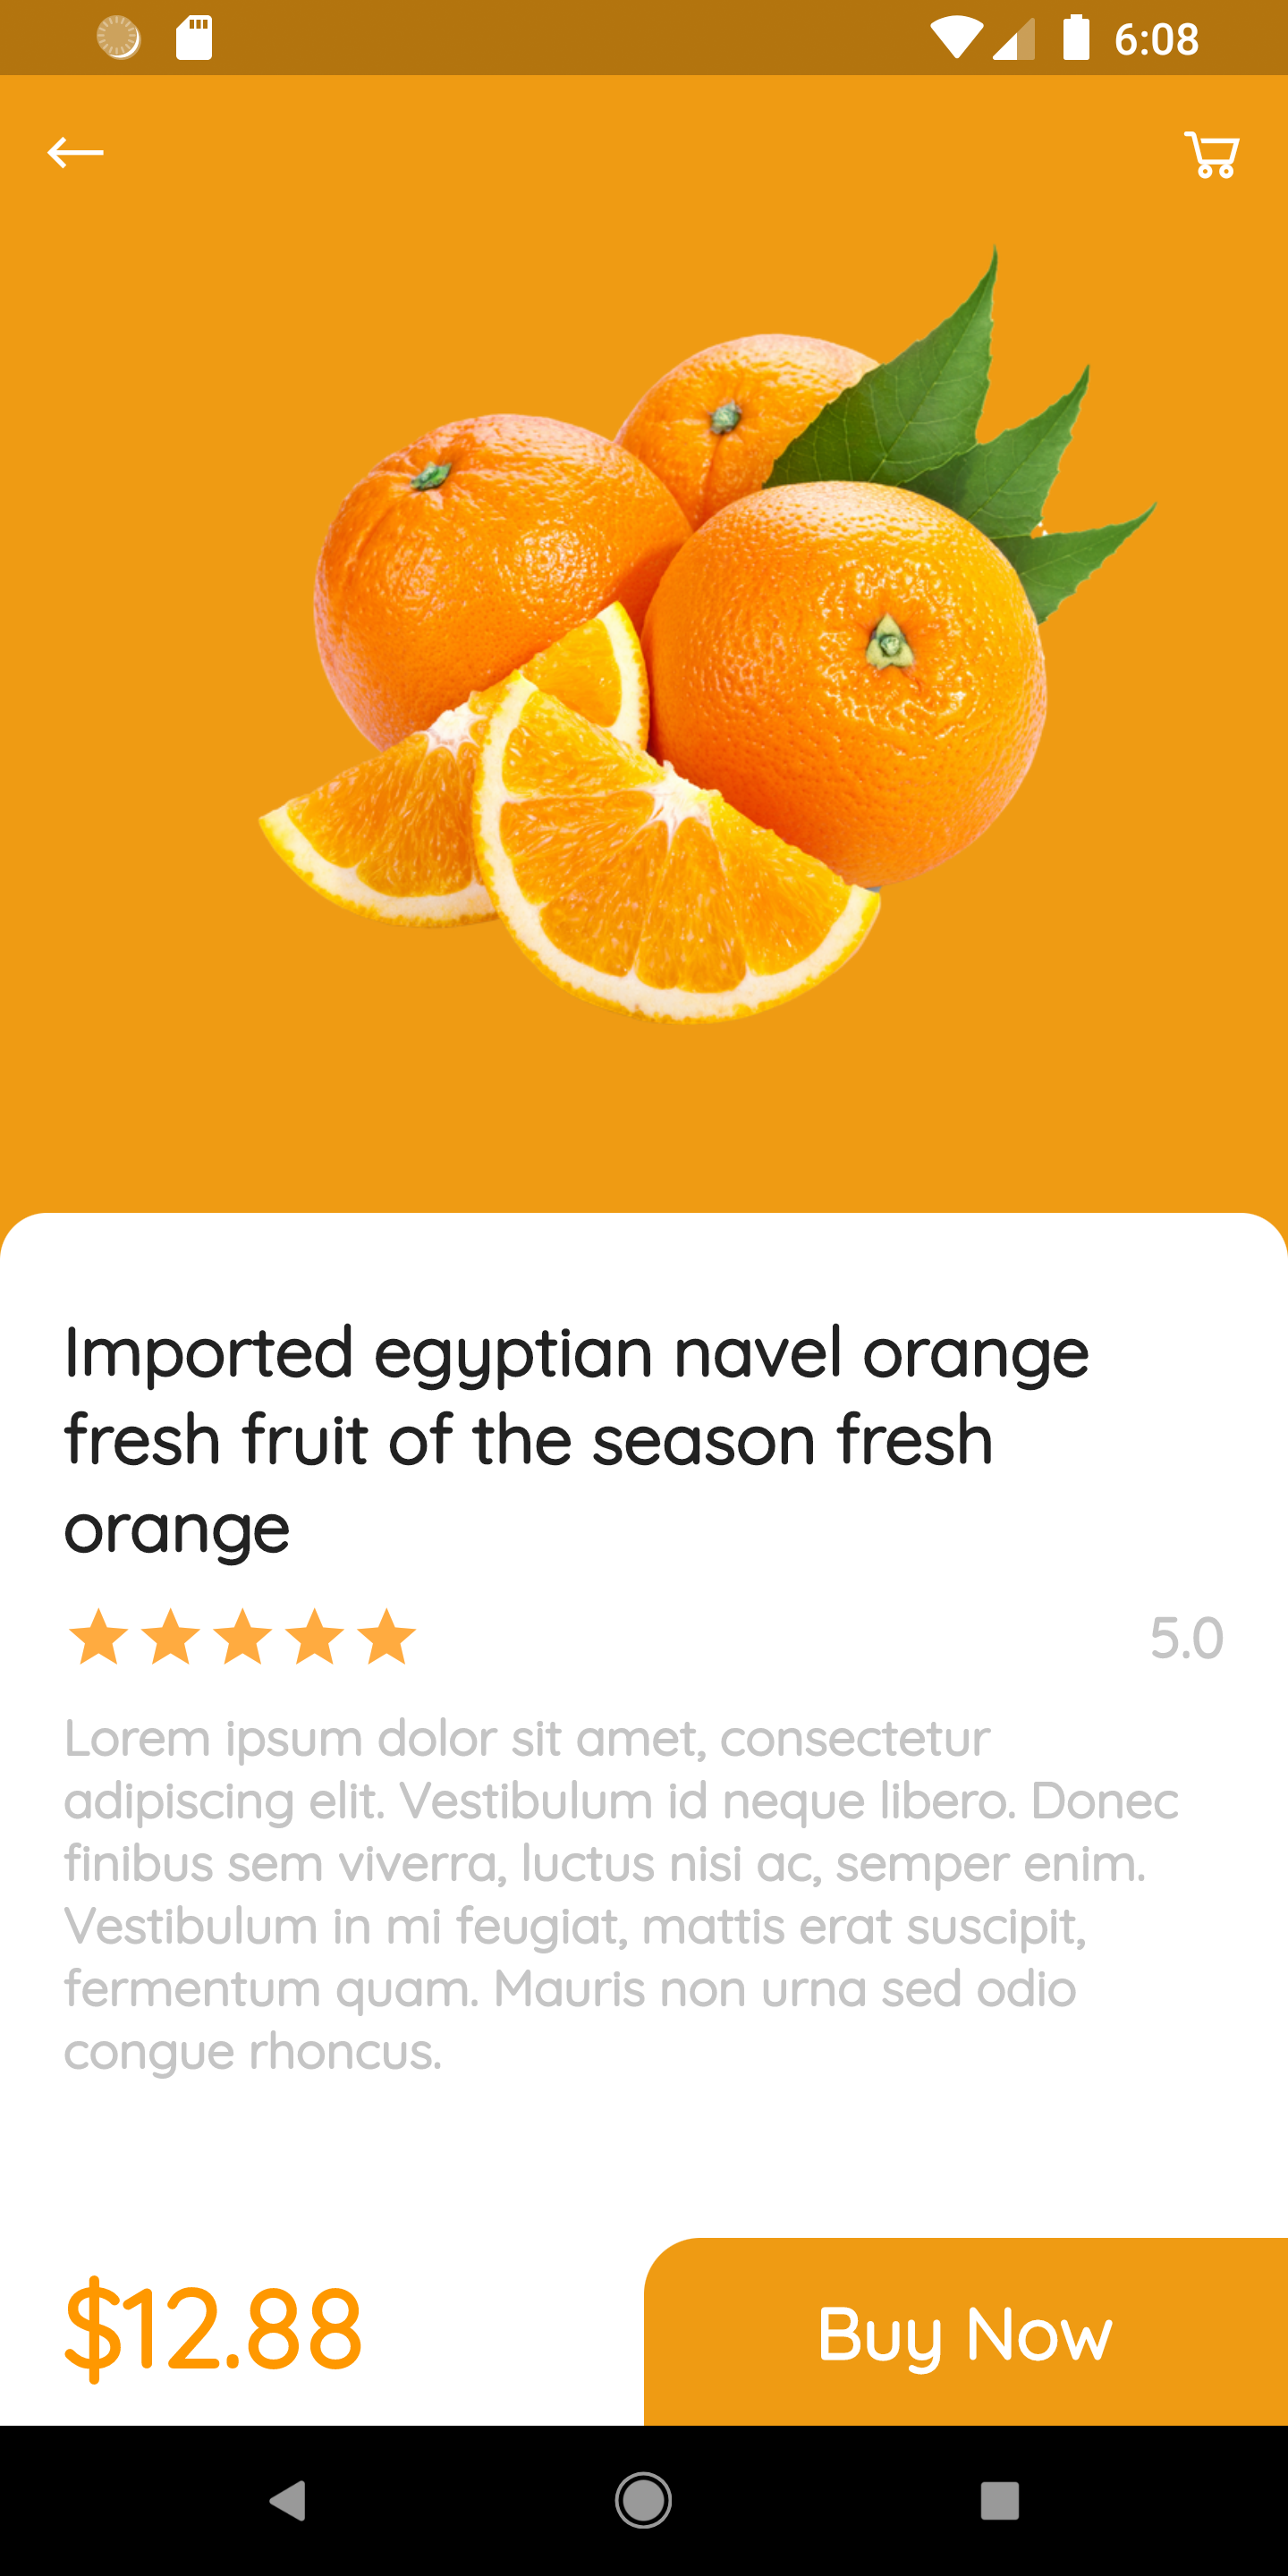 6:08
Imported egyptian navel orange
fresh fruit of the season fresh
orange
5.0
Lorem ipsum dolor sit amet, consectetur
adipiscing elit. Vestibulum id neque libero. Donec
finibus sem viverra, luctus nisi ac, semper enim.
Vestibulum in mi feugiat, mattis erat suscipit,
fermentum quam. Mauris non urna sed odio
congue rhoncus.
$12.88
Buy Now